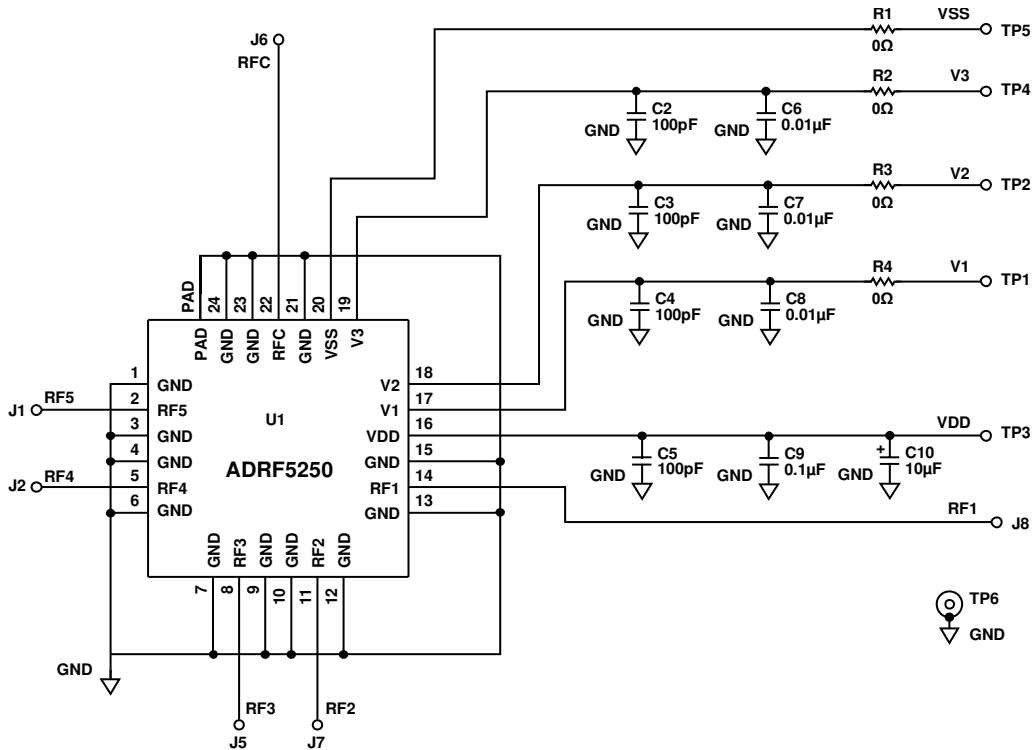 R1 VSS
TP5
0Ω
J6
RFC
R2 V3
TP4
0Ω
C2
100pF
GND
C6
0.01µF
GND
R3 V2
TP2
0Ω
C3
100pF
GND
C7
0.01µF
GND
R4 V1
TP1
0Ω
C4
100pF
GND
C8
0.01µF
GND
PAD 24 23 22 21 20 19
PAD GND GND RFC GND VSS V3
1 GND
J1 RF5 2 RF5
3 GND
4 GND
J2 RF4 5 RF4
6 GND
U1
ADRF5250
V2 18
V1 17
VDD 16
GND 15
RF1 14
GND 13
VDD
TP3
C5
100pF
GND
C9
0.1µF
GND
+
C10
10µF
GND
RF1
J8
GND RF3 GND GND RF2 GND
7 8 9 10 11 12
TP6
GND
GND
RF3 RF2
J5 J7